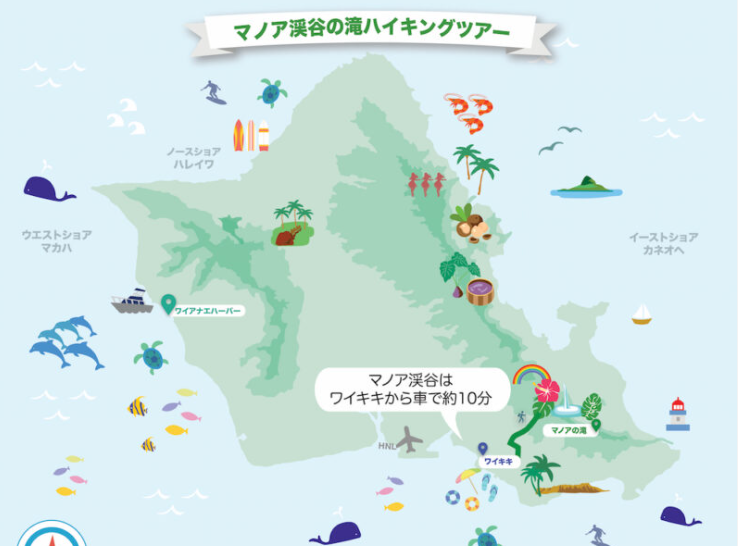 マノア渓谷の滝ハイキングツアー
ノースショア
ハレイワ
ウエストショア
マカハ
イーストショア
カネオヘ
ワイアナエハーバー
マノア渓谷は
ワイキキから車で約10分
マノアの滝
HNL
ワイキキ